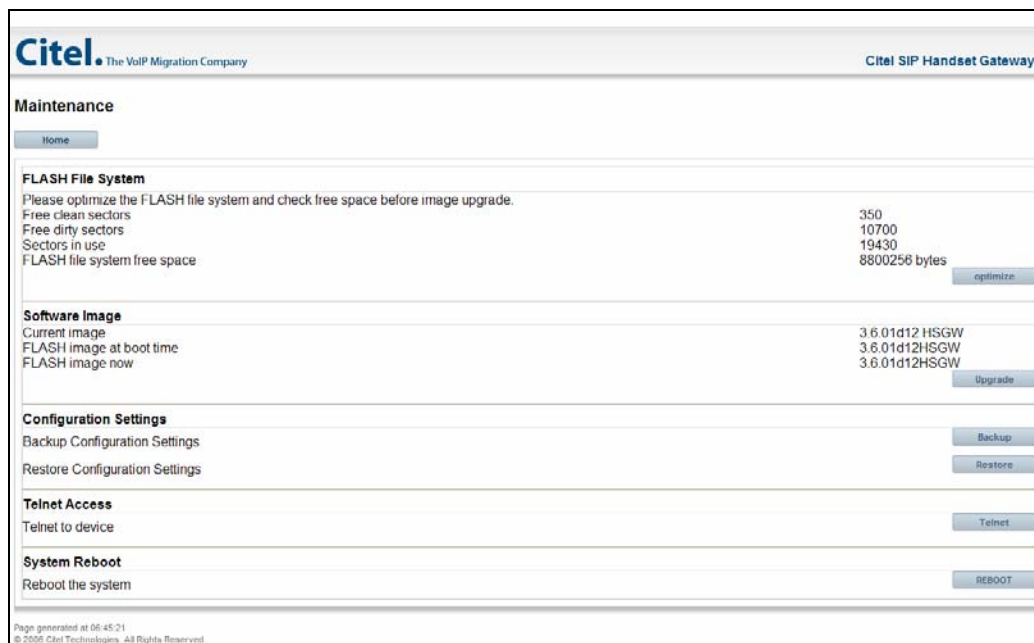 Citel. The VoIP Migration Company
Citel SIP Handset Gateway
Maintenance
Home
FLASH File System
Please optimize the FLASH file system and check free space before image upgrade.
Free clean sectors 350
Free dirty sectors 10700
Sectors in use 19430
FLASH file system free space 8800256 bytes
optimize
Software Image
Current image 3.6.01d12 HSGW
FLASH image at boot time 3.6.01d12HSGW
FLASH image now 3.6.01d12HSGW
Upgrade
Configuration Settings
Backup Configuration Settings Backup
Restore Configuration Settings Restore
Telnet Access
Telnet to device Telnet
System Reboot
Reboot the system REBOOT
Page generated at 06:45:21
© 2006 Citel Technologies. All Rights Reserved.